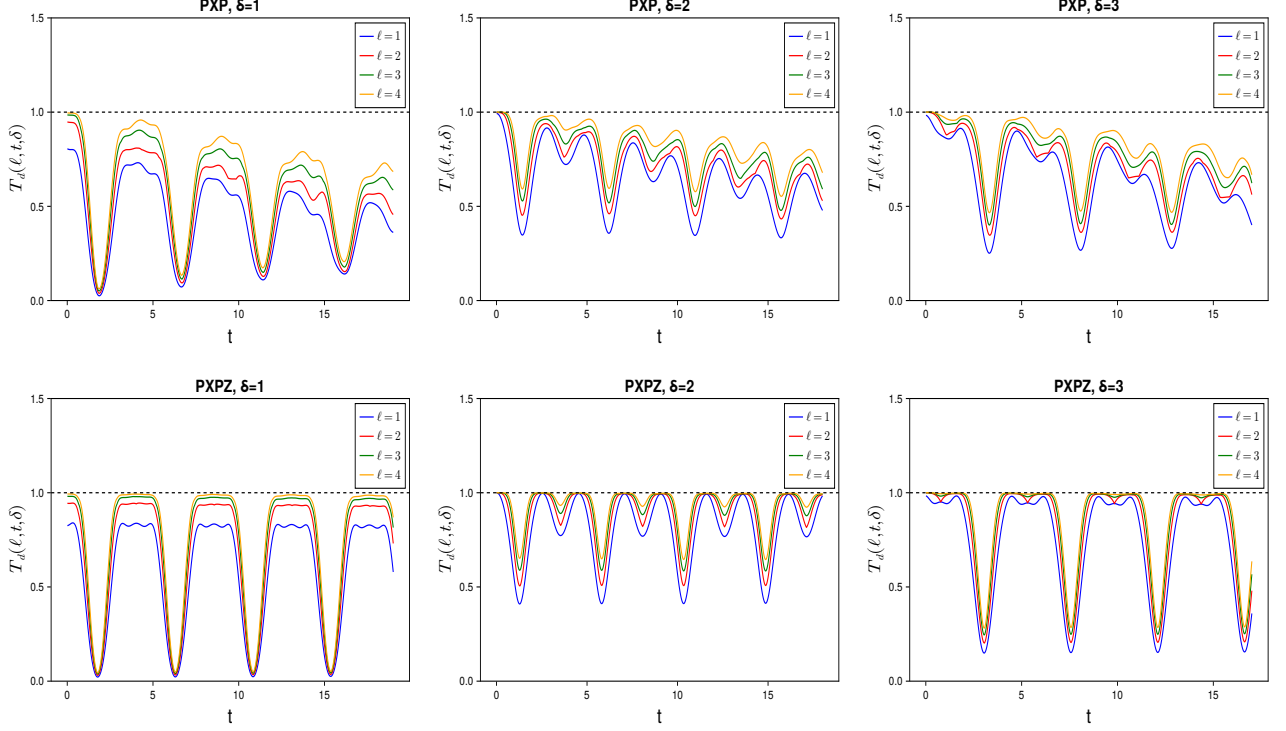 PXP, δ=1
1.5
1.0
0.5
0.0
T_d(ℓ, t, δ)
ℓ = 1
ℓ = 2
ℓ = 3
ℓ = 4
0 5 10 15
t
PXP, δ=2
1.5
1.0
0.5
0.0
T_d(ℓ, t, δ)
ℓ = 1
ℓ = 2
ℓ = 3
ℓ = 4
0 5 10 15
t
PXP, δ=3
1.5
1.0
0.5
0.0
T_d(ℓ, t, δ)
ℓ = 1
ℓ = 2
ℓ = 3
ℓ = 4
0 5 10 15
t
PXPZ, δ=1
1.5
1.0
0.5
0.0
T_d(ℓ, t, δ)
ℓ = 1
ℓ = 2
ℓ = 3
ℓ = 4
0 5 10 15
t
PXPZ, δ=2
1.5
1.0
0.5
0.0
T_d(ℓ, t, δ)
ℓ = 1
ℓ = 2
ℓ = 3
ℓ = 4
0 5 10 15
t
PXPZ, δ=3
1.5
1.0
0.5
0.0
T_d(ℓ, t, δ)
ℓ = 1
ℓ = 2
ℓ = 3
ℓ = 4
0 5 10 15
t